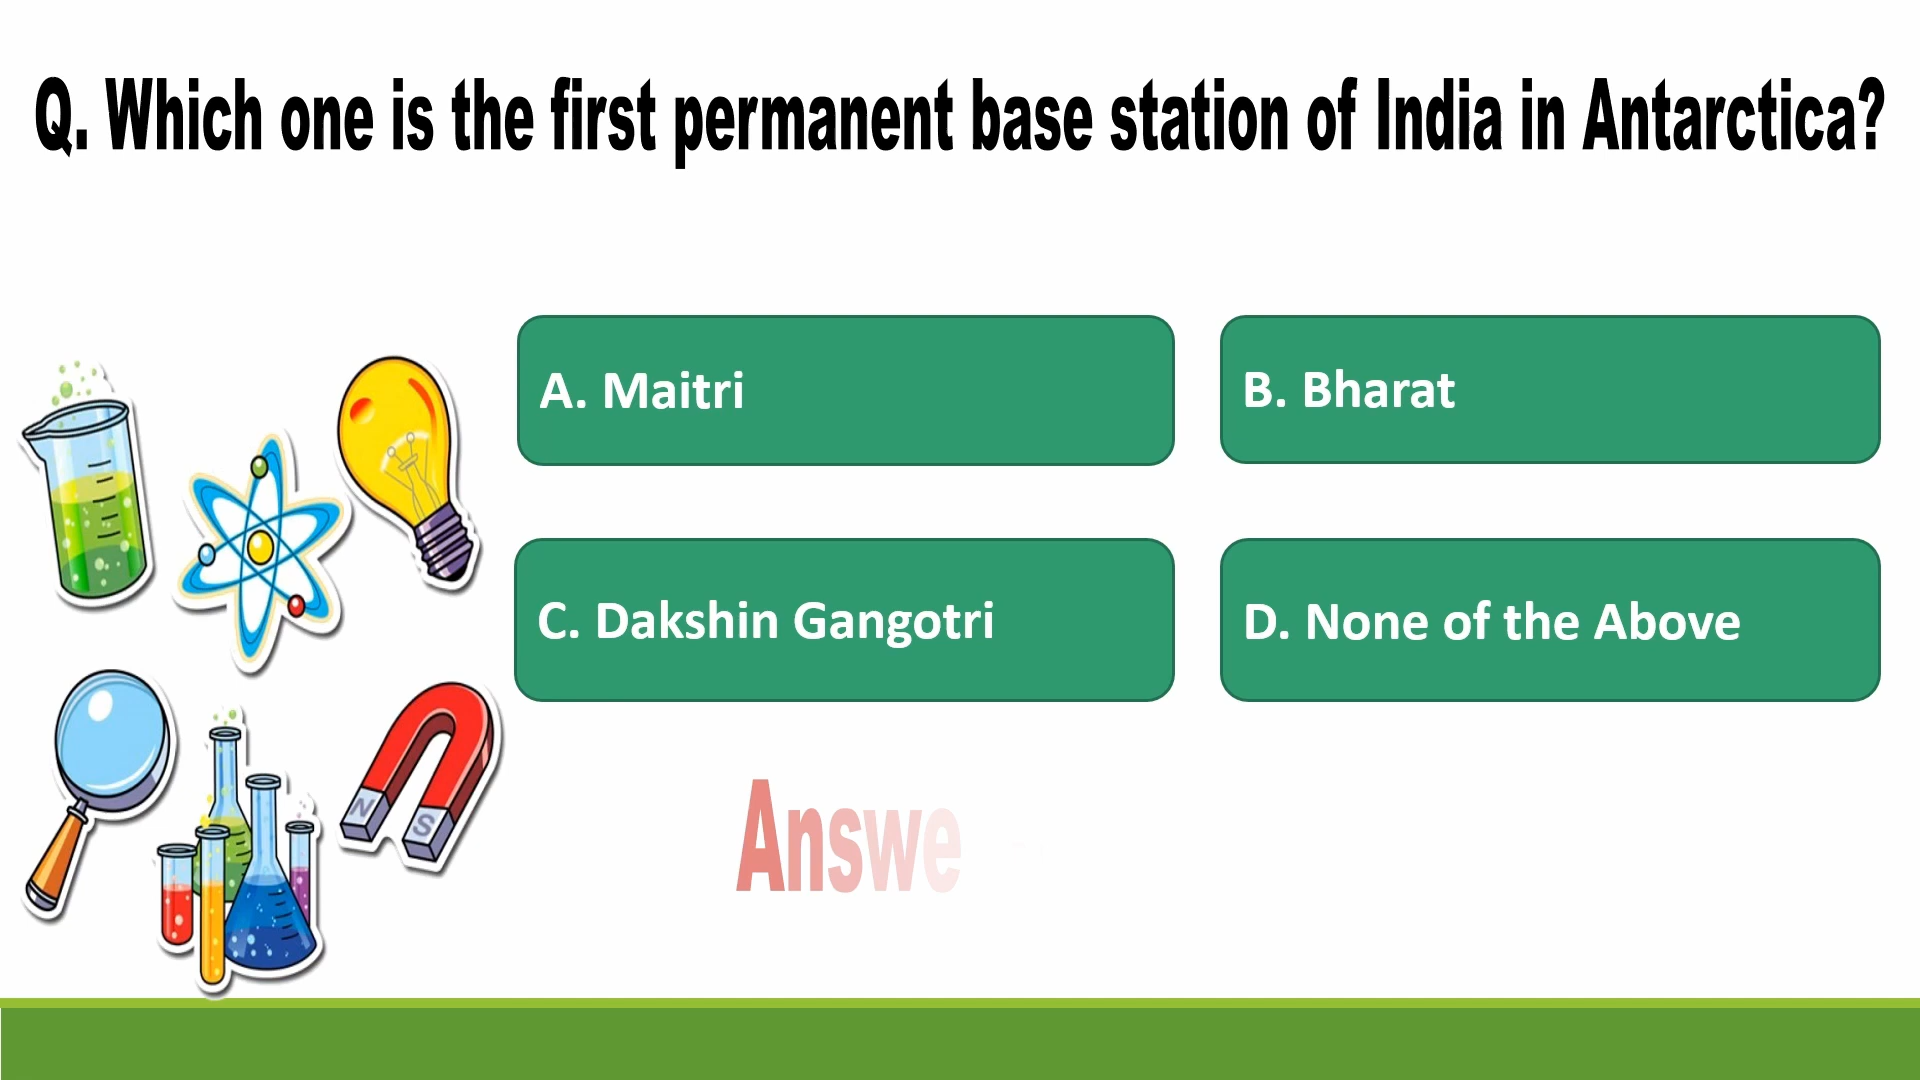 Q. Which one is the first permanent base station of India in Antarctica?
A. Maitri
B. Bharat
C. Dakshin Gangotri
D. None of the Above
N S
Answe